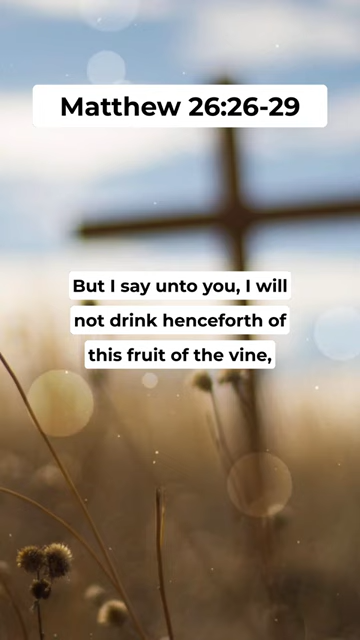 Matthew 26:26-29
But I say unto you, I will
not drink henceforth of
this fruit of the vine,